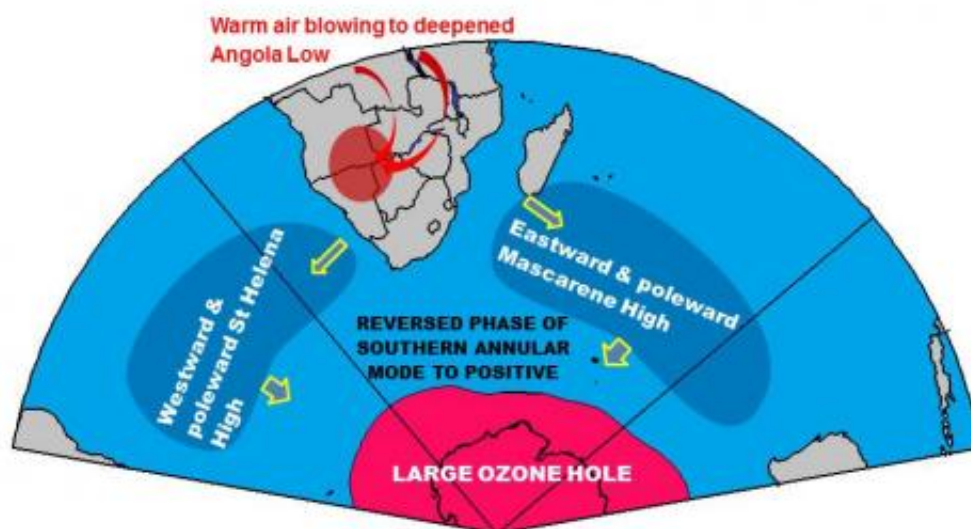 Warm air blowing to deepened
Angola Low
Westward &
poleward St Helena
High
Eastward & poleward
Mascarene High
REVERSED PHASE OF
SOUTHERN ANNULAR
MODE TO POSITIVE
LARGE OZONE HOLE